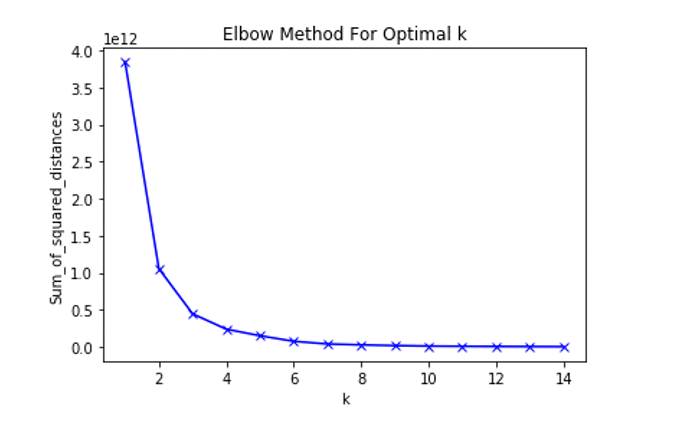 Elbow Method For Optimal k
1e12
4.0
3.5
3.0
2.5
2.0
1.5
1.0
0.5
0.0
Sum_of_squared_distances
2 4 6 8 10 12 14
k